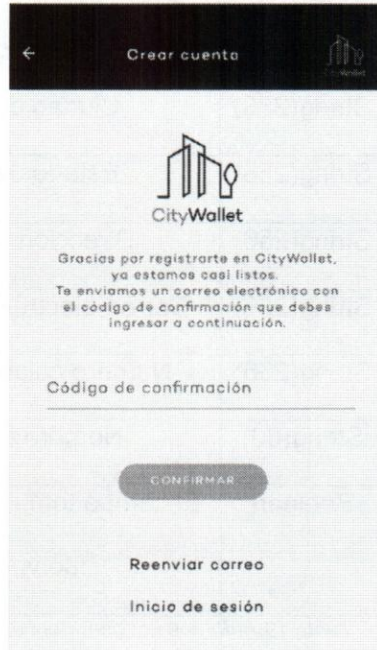 Crear cuenta
CityWallet
CityWallet
Gracias por registrarte en CityWallet,
ya estamos casi listos.
Te enviamos un correo electrónico con
el código de confirmación que debes
ingresar a continuación.
Código de confirmación
CONFIRMAR
Reenviar correo
Inicio de sesión